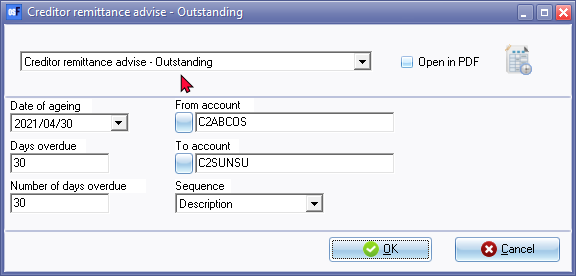 Creditor remittance advise - Outstanding
Creditor remittance advise - Outstanding
Open in PDF
Date of ageing
From account
2021/04/30
C2ABCOS
Days overdue
To account
30
C2SUNSU
Number of days overdue
Sequence
30
Description
OK
Cancel